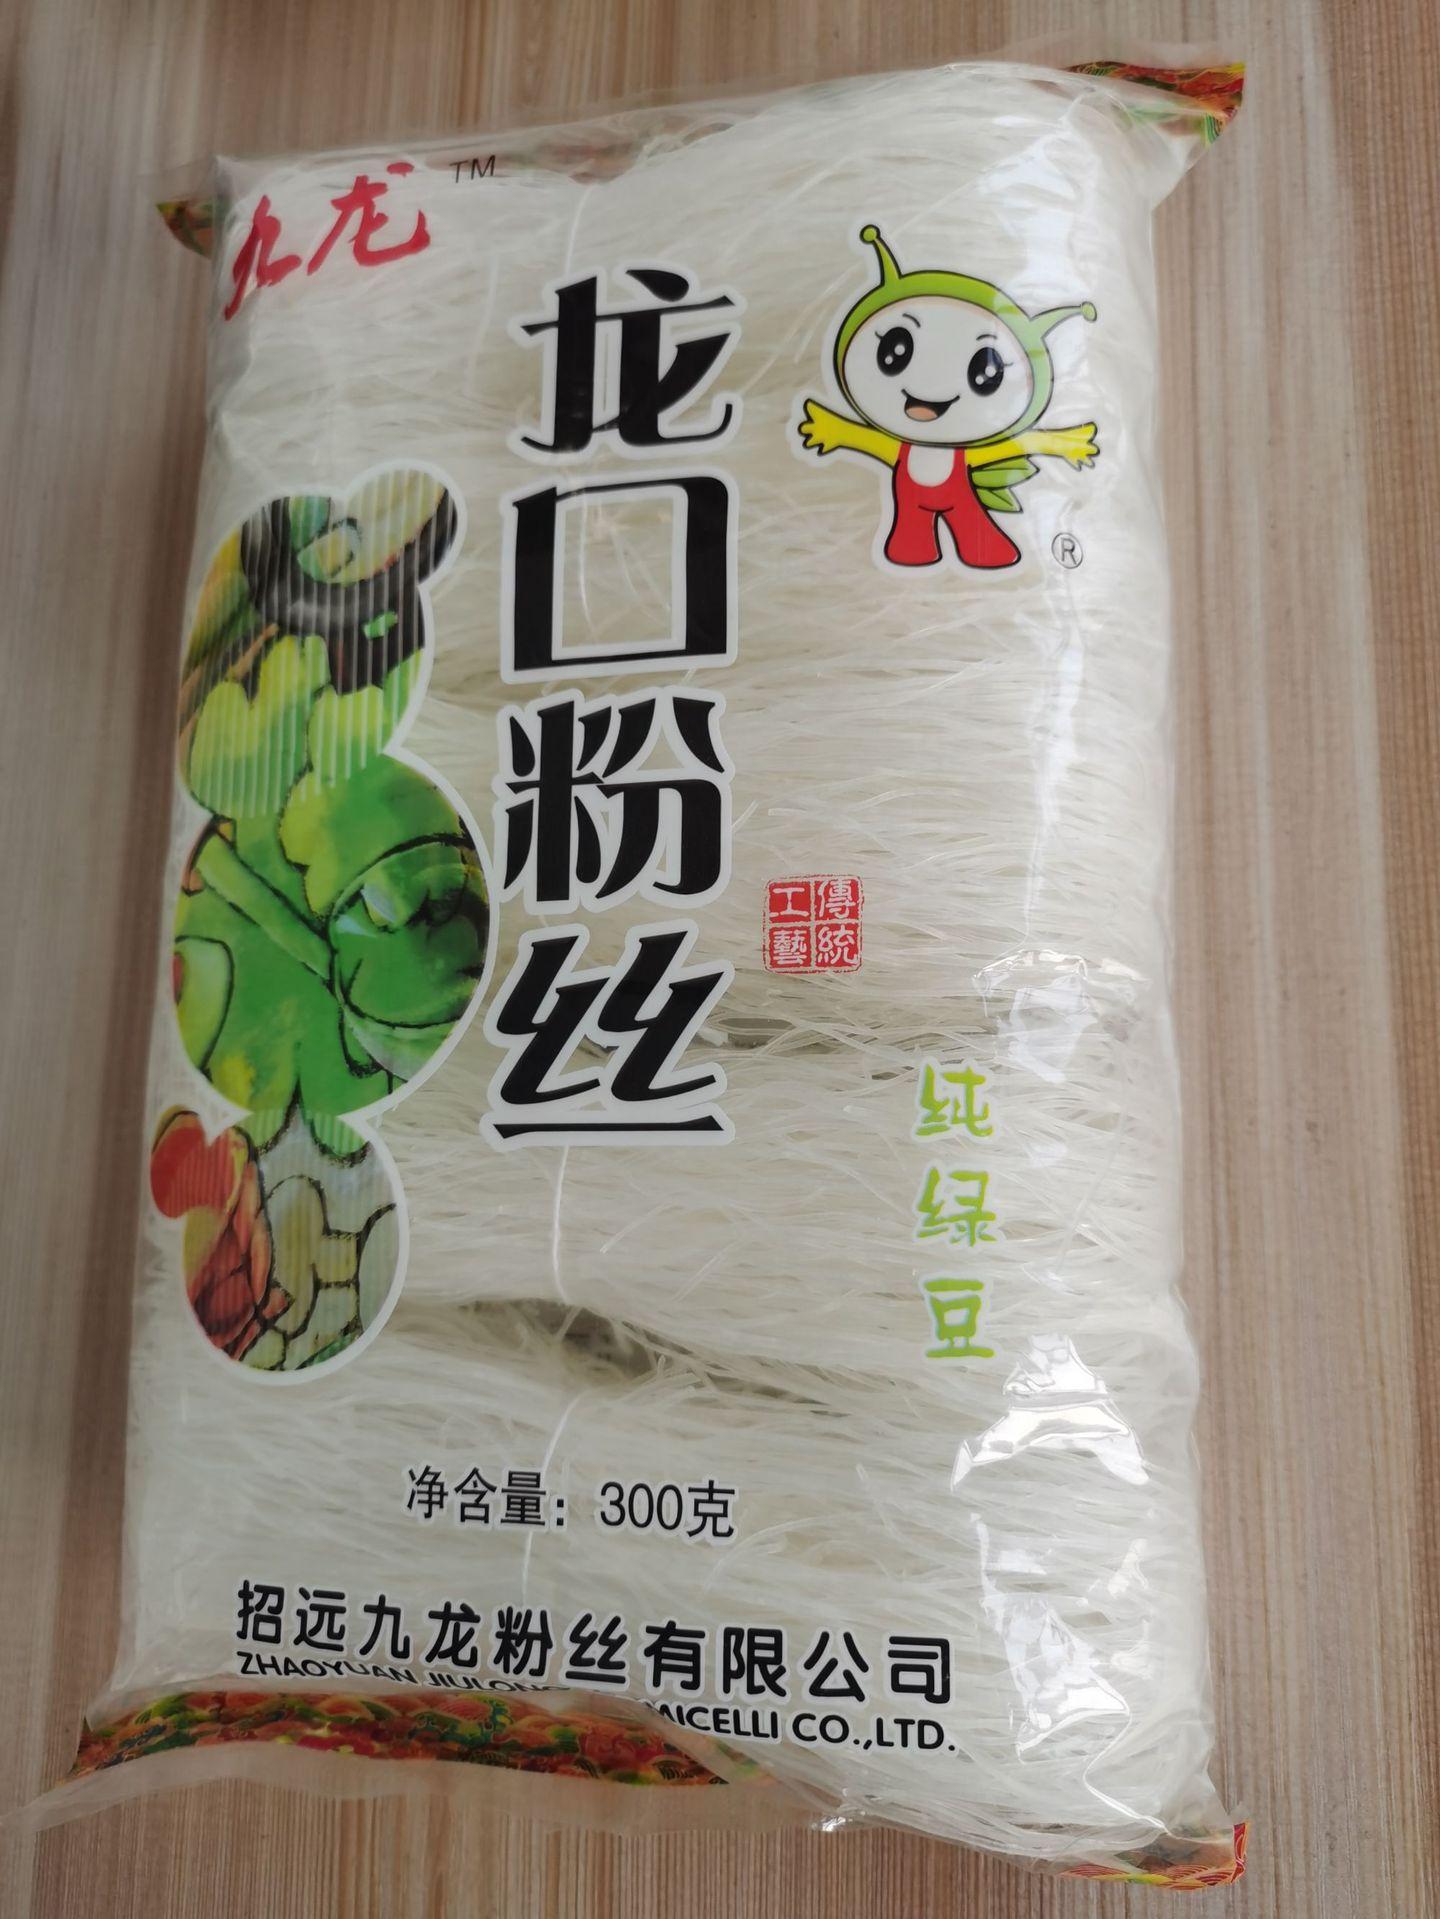 九龙 TM
龙口粉丝
®
傳統
工藝
纯绿豆
净含量：300克
招远九龙粉丝有限公司
ZHAOYUAN JIULONG CO.,LTD.